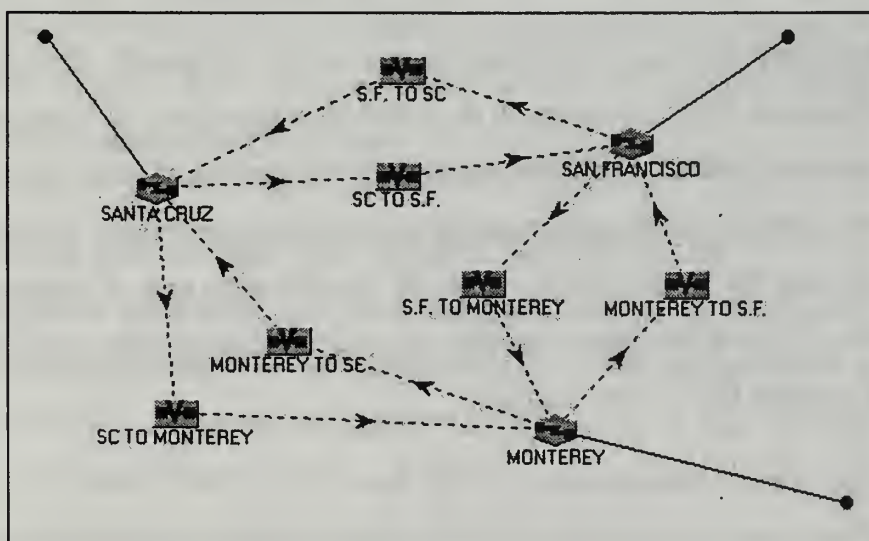 S.F. TO SC
SAN FRANCISCO
SC TO S.F.
SANTA CRUZ
S.F. TO MONTEREY
MONTEREY TO S.F.
MONTEREY TO SC
SC TO MONTEREY
MONTEREY